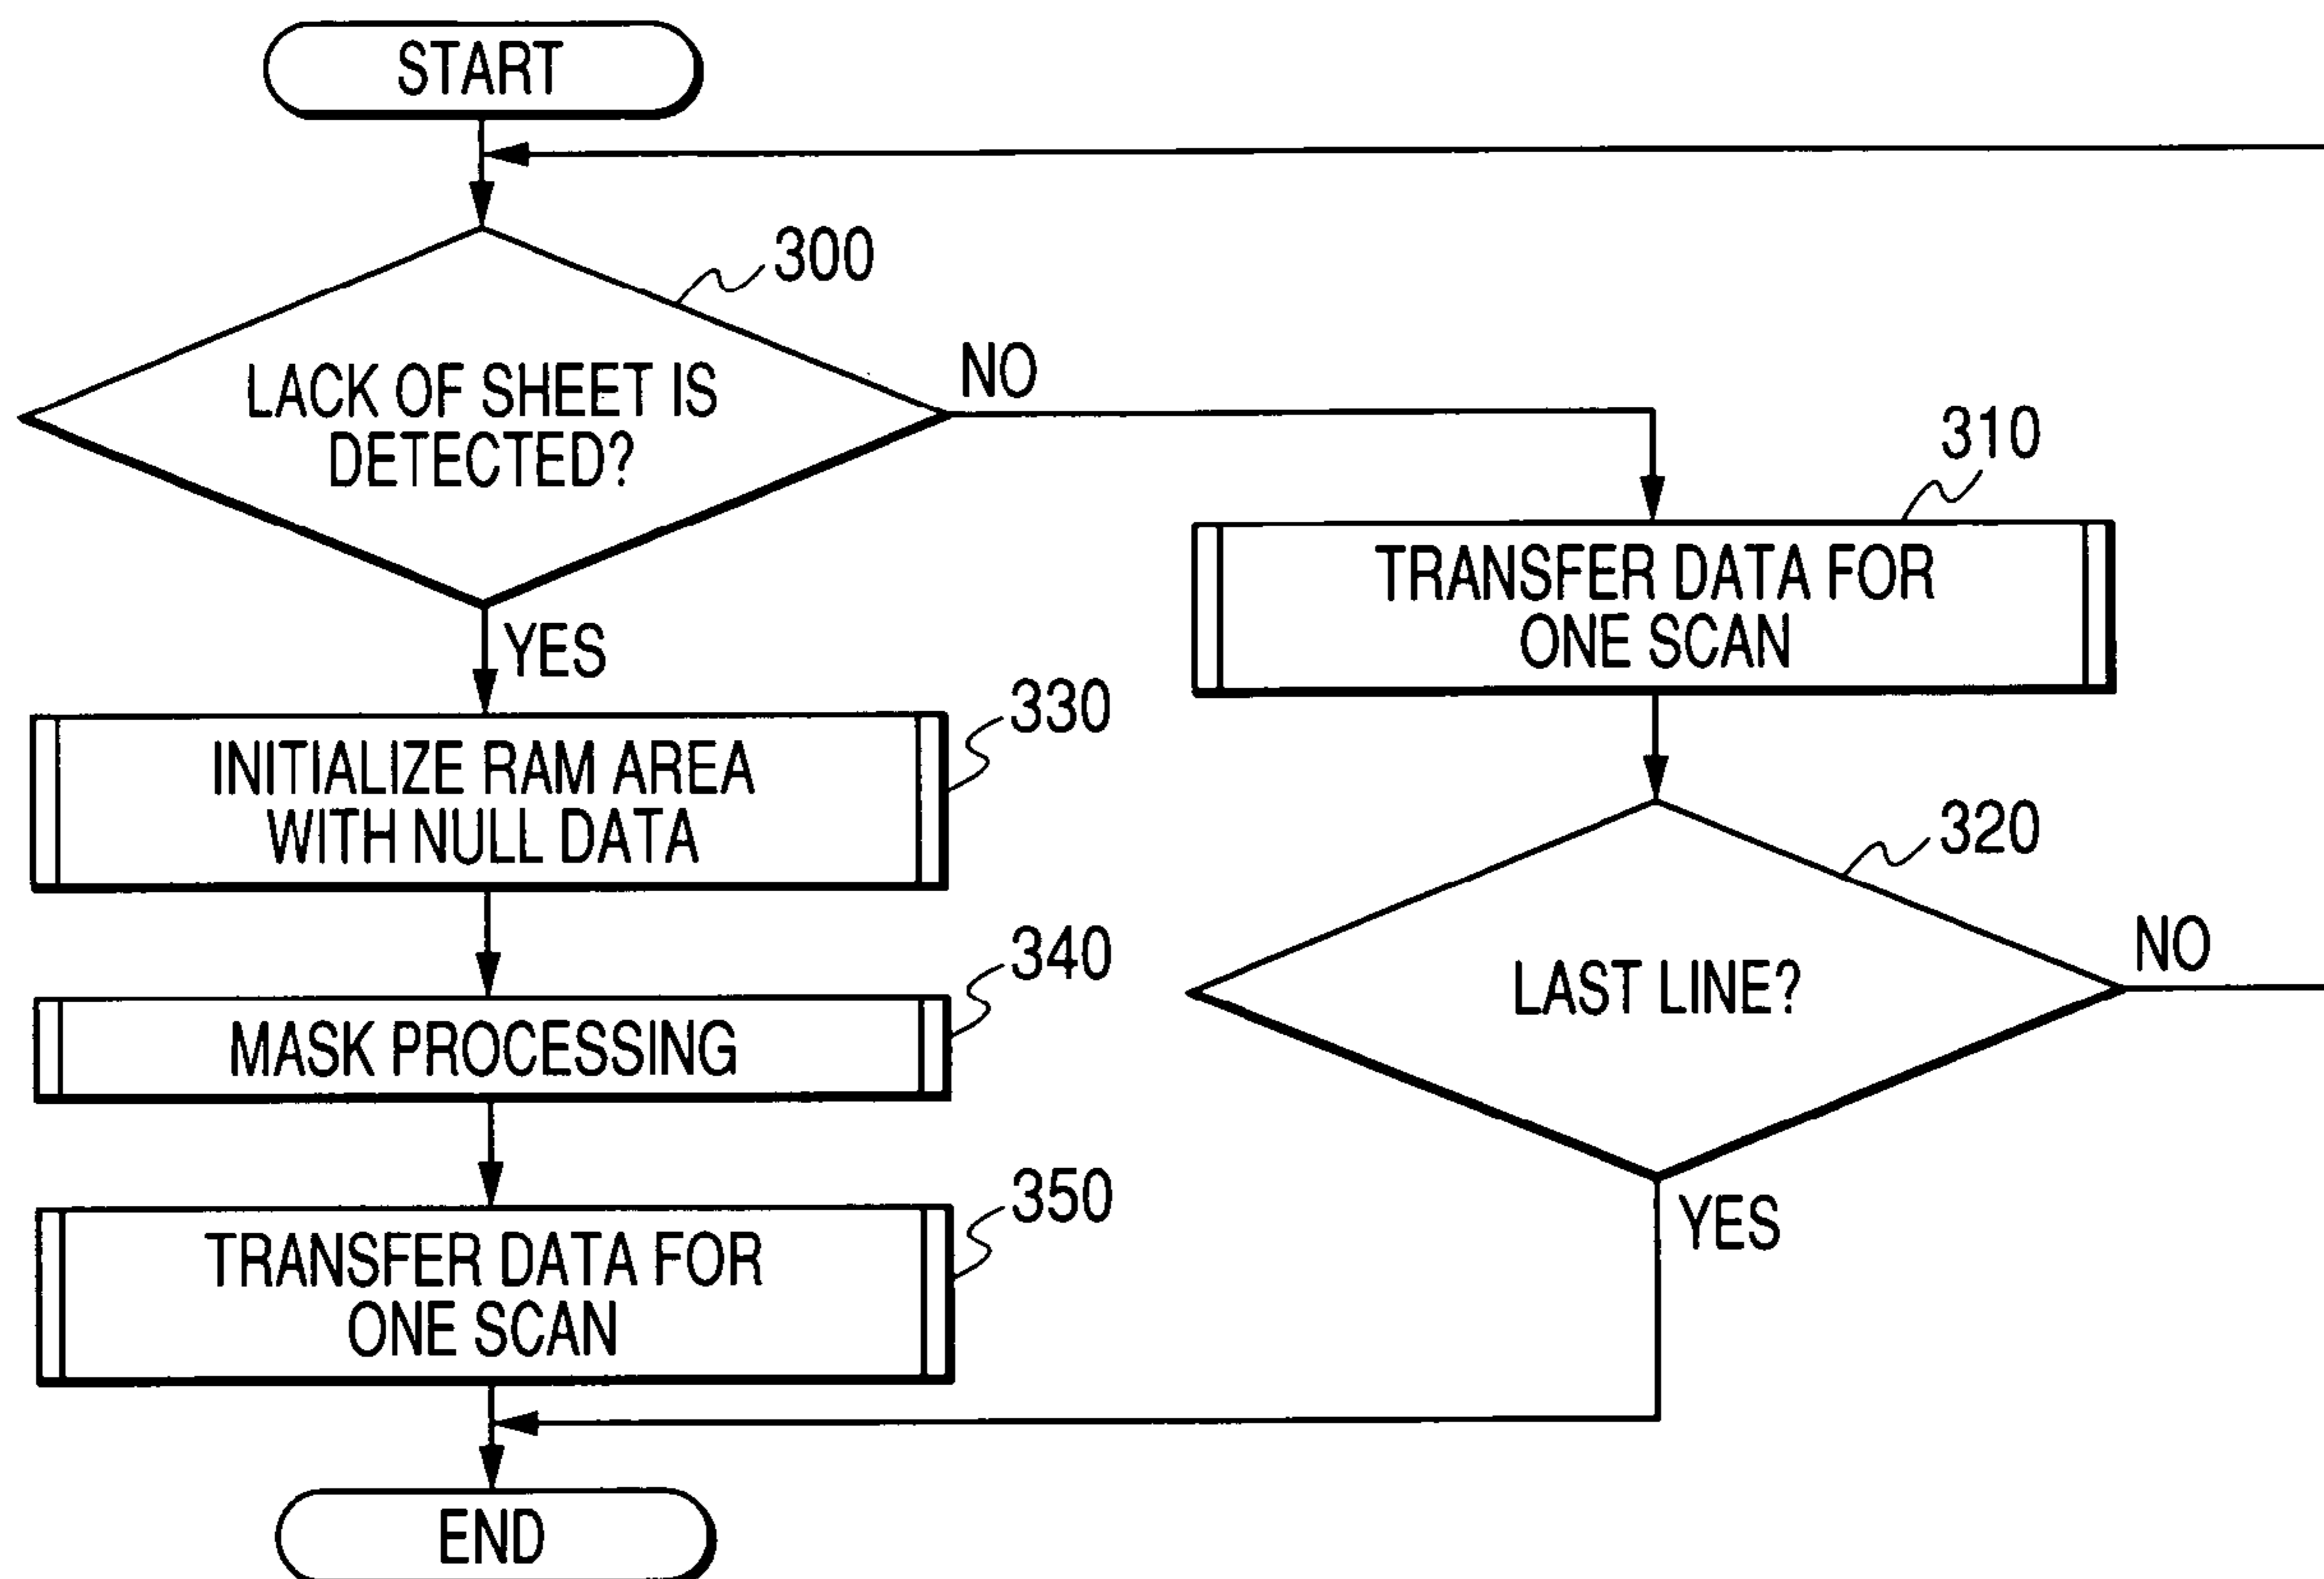 START
300
LACK OF SHEET IS
DETECTED?
NO
YES
310
TRANSFER DATA FOR
ONE SCAN
330
INITIALIZE RAM AREA
WITH NULL DATA
320
LAST LINE?
NO
YES
340
MASK PROCESSING
350
TRANSFER DATA FOR
ONE SCAN
END